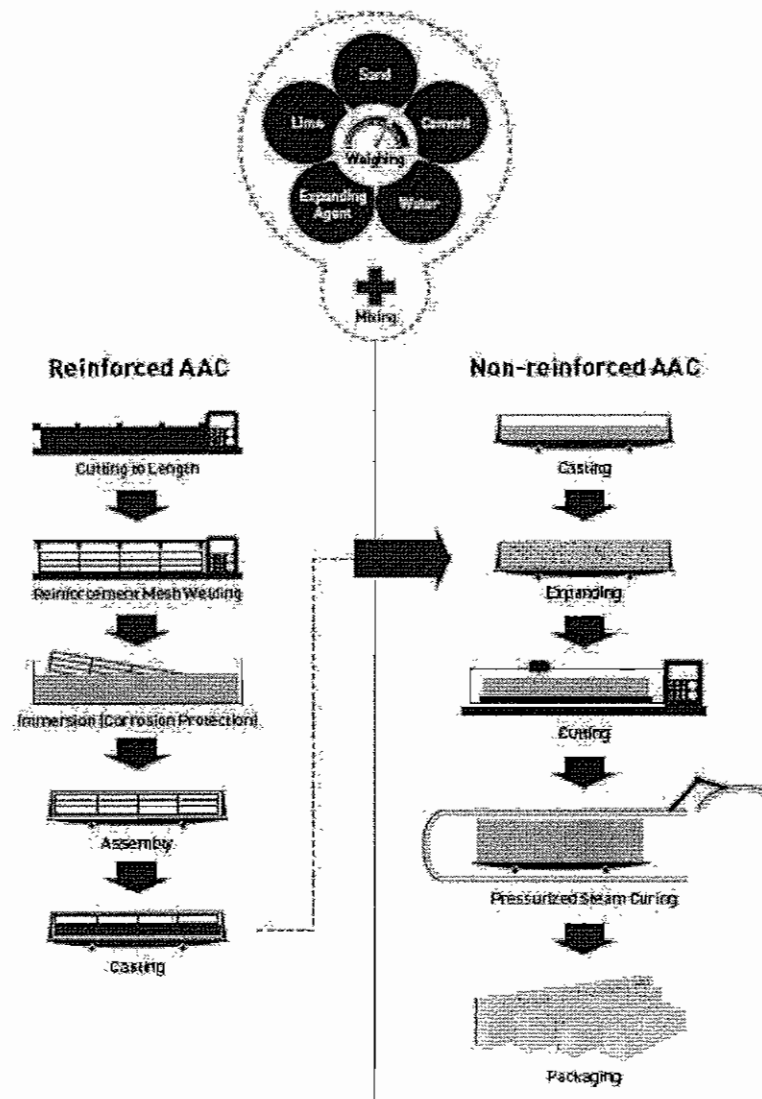 Sand
Lime
Cement
Weighing
Expanding
Agent
Water
Mixing
Reinforced AAC
Cutting to Length
Reinforcement Mesh Welding
Immersion (Corrosion Protection)
Assembly
Casting
Non-reinforced AAC
Casting
Expanding
Cutting
Pressurized Steam Curing
Packaging